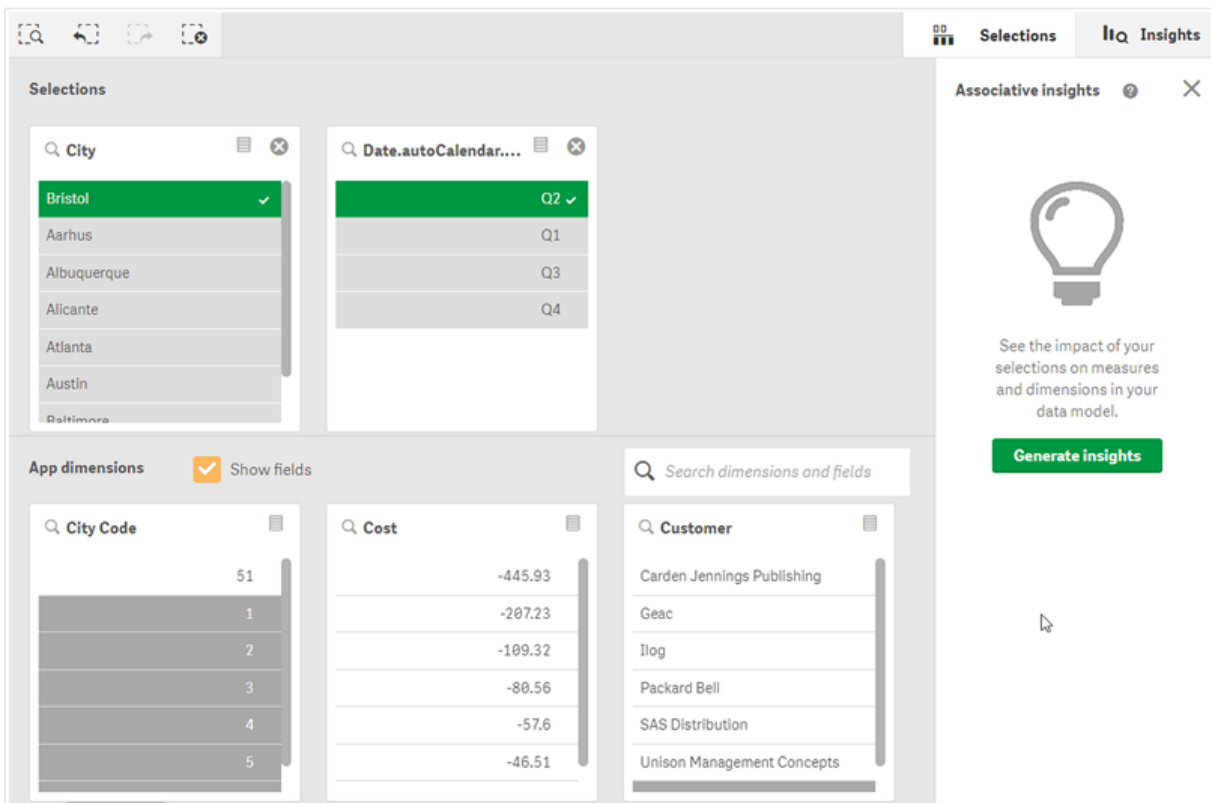 Selections
Insights
Selections
Associative insights
City
Date.autoCalendar....
Bristol
Aarhus
Albuquerque
Alicante
Atlanta
Austin
Baltimore
Q2
Q1
Q3
Q4
See the impact of your
selections on measures
and dimensions in your
data model.
Generate insights
App dimensions
Show fields
Search dimensions and fields
City Code
51
1
2
3
4
5
Cost
-445.93
-207.23
-109.32
-80.56
-57.6
-46.51
Customer
Carden Jennings Publishing
Geac
Ilog
Packard Bell
SAS Distribution
Unison Management Concepts